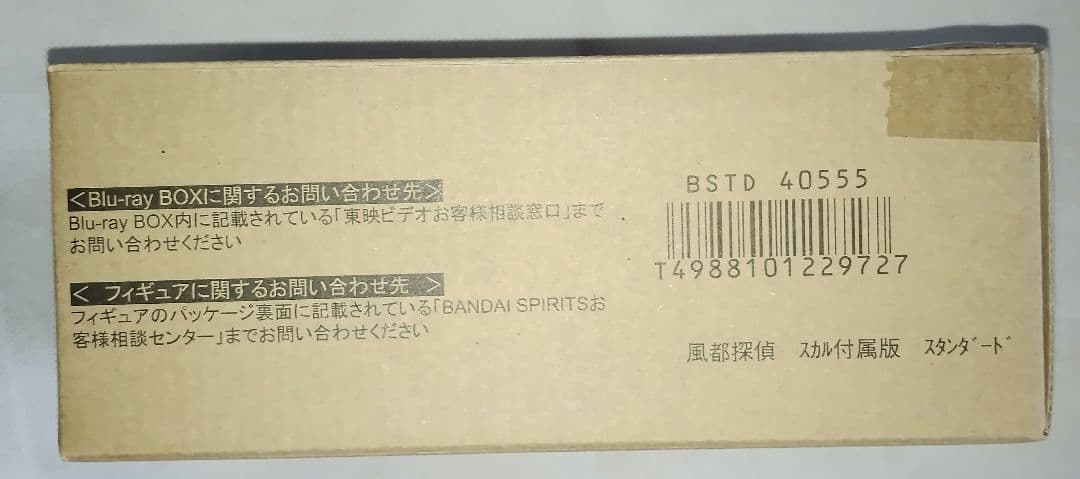 ＜Blu-ray BOXに関するお問い合わせ先＞
Blu-ray BOX内に記載されている「東映ビデオお客様相談窓口」まで
お問い合わせください
＜ フィギュアに関するお問い合わせ先 ＞
フィギュアのパッケージ裏面に記載されている「BANDAI SPIRITSお
客様相談センター」までお問い合わせください
BSTD 40555
T4988101229727
風都探偵 ｽｶﾙ付属版 ｽﾀﾝﾀﾞｰﾄﾞ